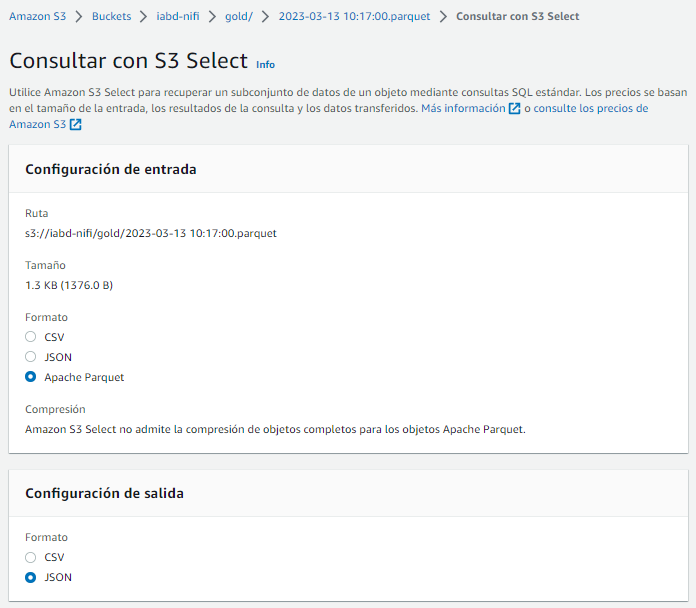 Amazon S3 > Buckets > iabd-nifi > gold/ > 2023-03-13 10:17:00.parquet > Consultar con S3 Select
Consultar con S3 Select Info
Utilice Amazon S3 Select para recuperar un subconjunto de datos de un objeto mediante consultas SQL estándar. Los precios se basan
en el tamaño de la entrada, los resultados de la consulta y los datos transferidos. Más información o consulte los precios de
Amazon S3
Configuración de entrada
Ruta
s3://iabd-nifi/gold/2023-03-13 10:17:00.parquet
Tamaño
1.3 KB (1376.0 B)
Formato
CSV
JSON
Apache Parquet
Compresión
Amazon S3 Select no admite la compresión de objetos completos para los objetos Apache Parquet.
Configuración de salida
Formato
CSV
JSON